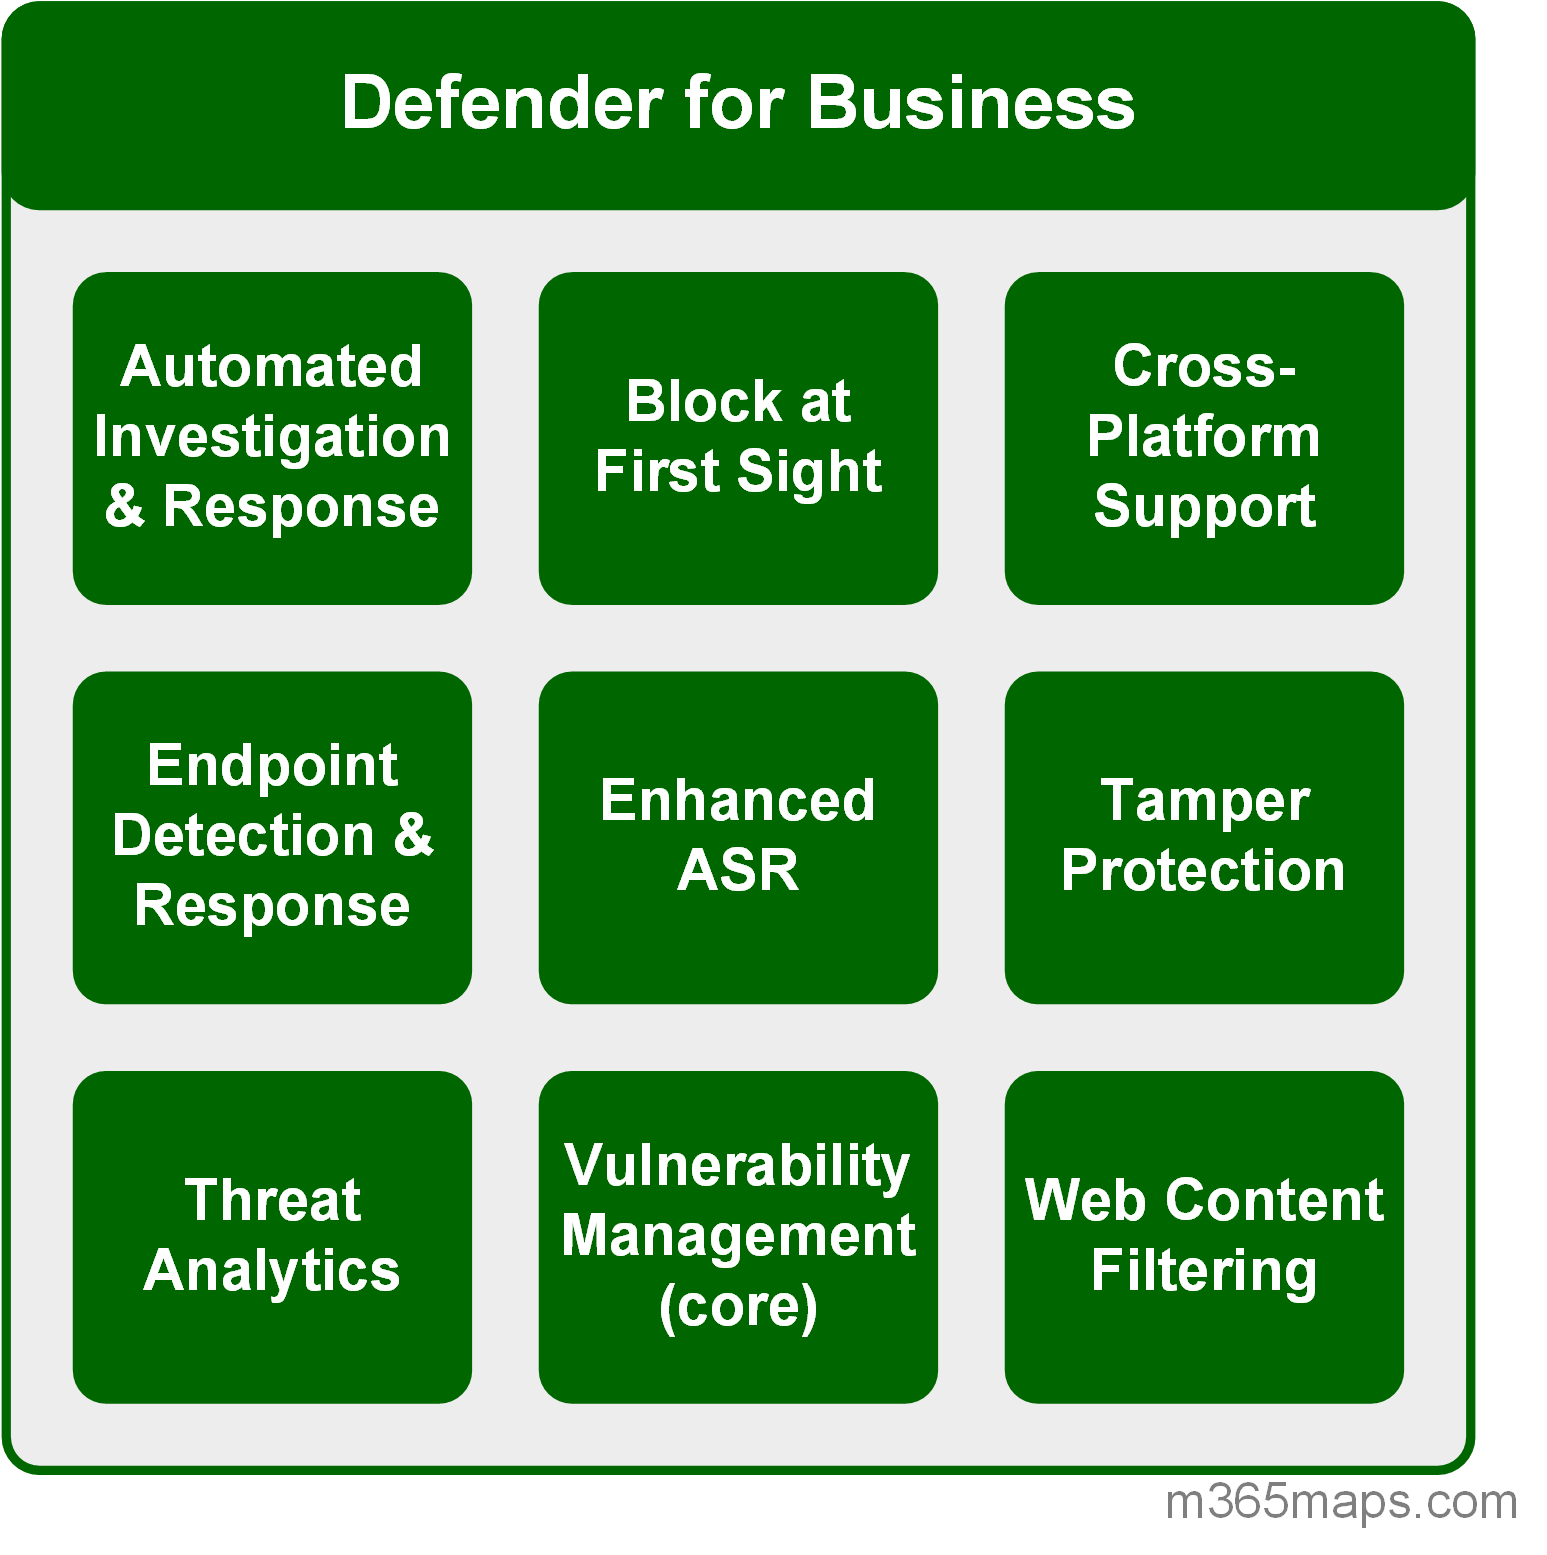 Defender for Business
Automated
Investigation
& Response
Block at
First Sight
Cross-
Platform
Support
Endpoint
Detection &
Response
Enhanced
ASR
Tamper
Protection
Threat
Analytics
Vulnerability
Management
(core)
Web Content
Filtering
m365maps.com